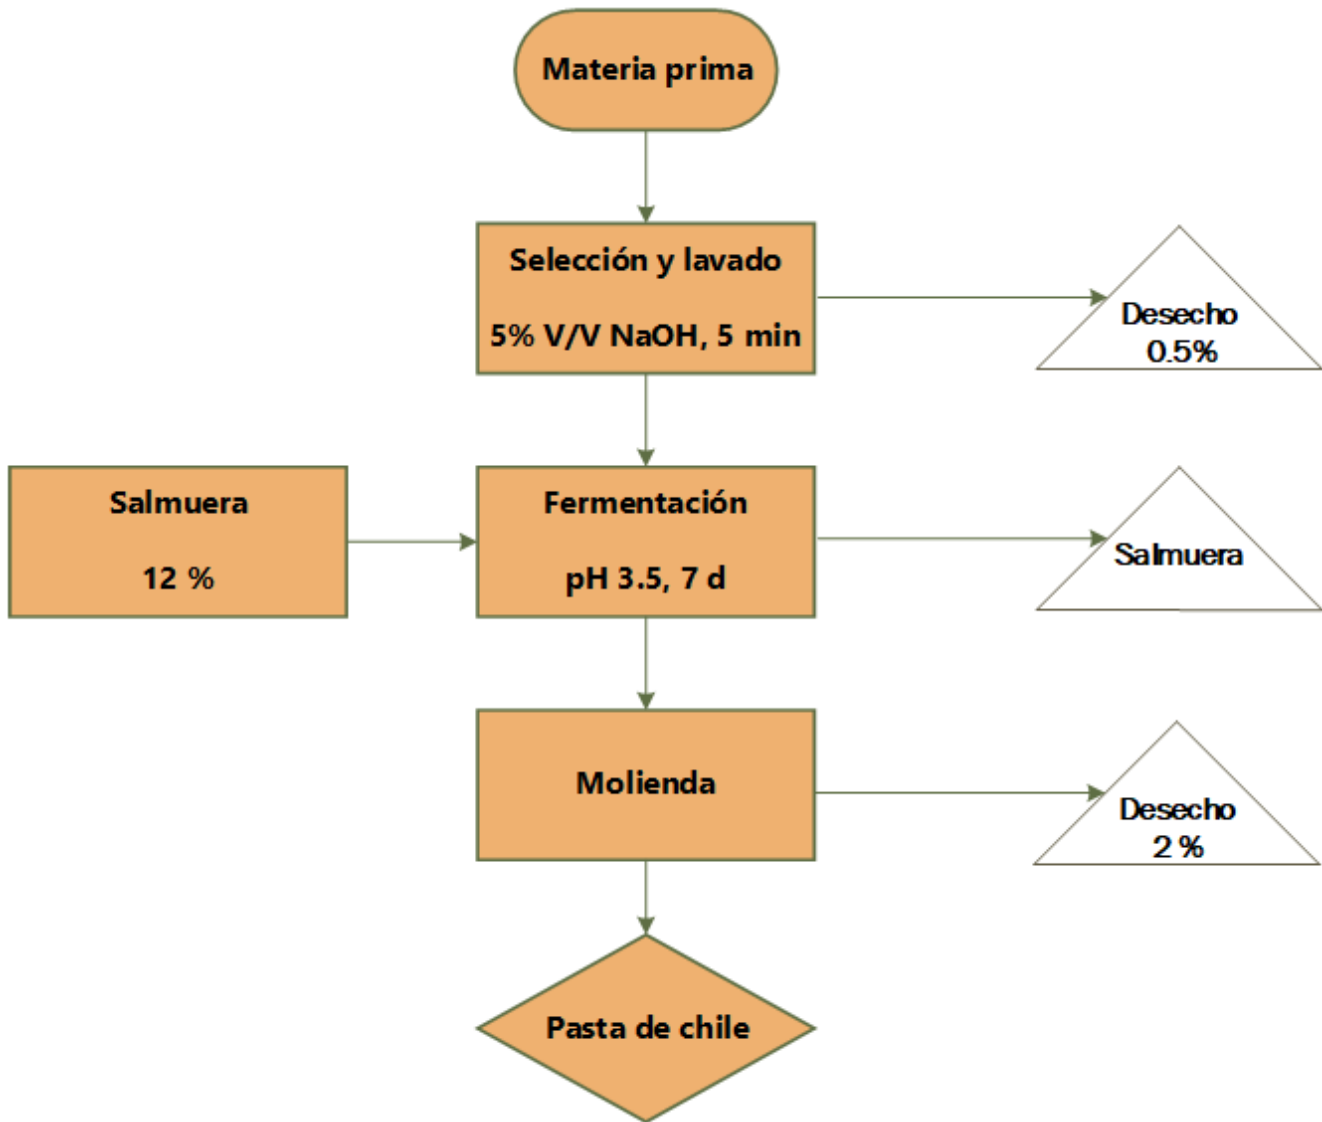 Materia prima
Selección y lavado
5% V/V NaOH, 5 min
Desecho
0.5%
Salmuera
12 %
Fermentación
pH 3.5, 7 d
Salmuera
Molienda
Desecho
2 %
Pasta de chile